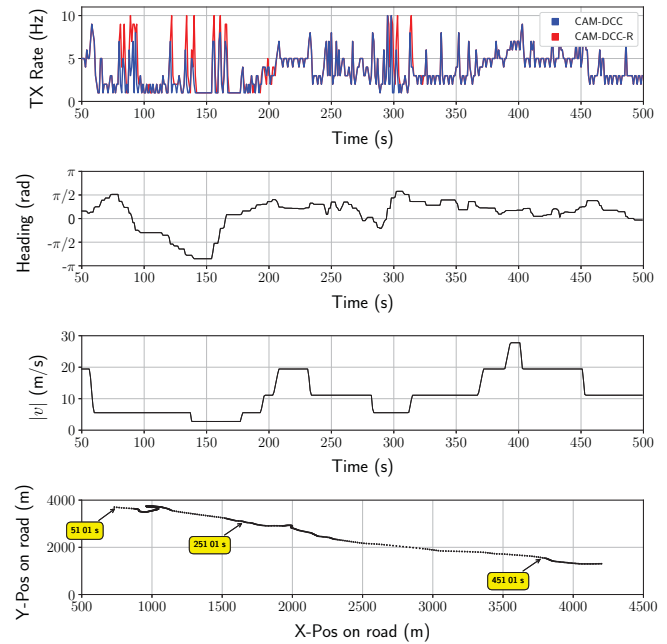 10
5
0
TX Rate (Hz)
CAM-DCC
CAM-DCC-R
50 100 150 200 250 300 350 400 450 500
Time (s)
π
π/2
0
-π/2
-π
Heading (rad)
50 100 150 200 250 300 350 400 450 500
Time (s)
30
20
10
0
|v| (m/s)
50 100 150 200 250 300 350 400 450 500
Time (s)
4000
2000
0
Y-Pos on road (m)
51 01 s
251 01 s
451 01 s
500 1000 1500 2000 2500 3000 3500 4000 4500
X-Pos on road (m)